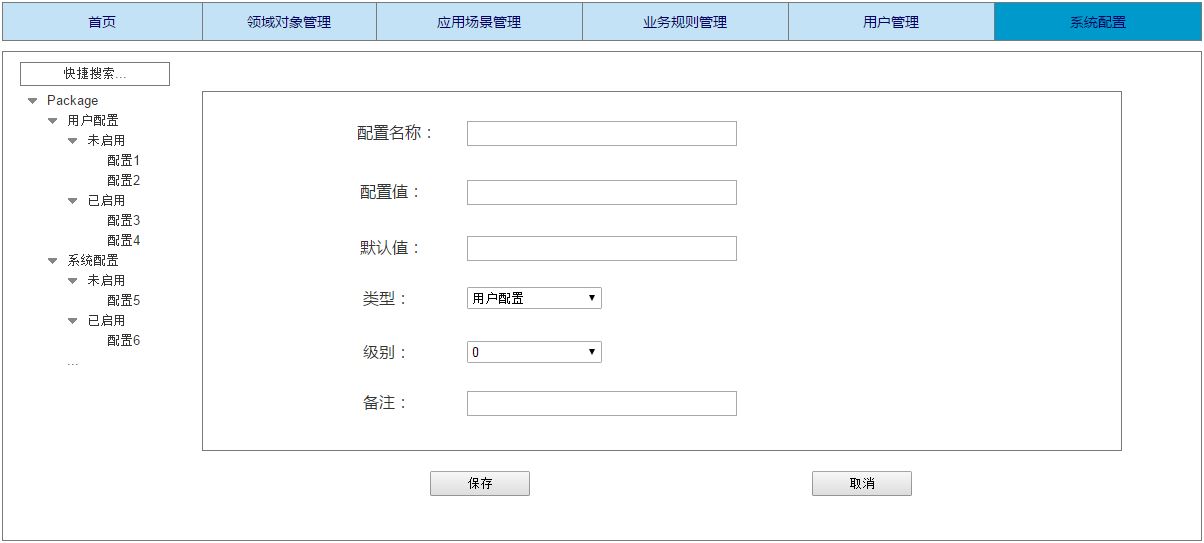 首页 领域对象管理 应用场景管理 业务规则管理 用户管理 系统配置
快捷搜索...
Package
用户配置
未启用
配置1
配置2
已启用
配置3
配置4
系统配置
未启用
配置5
已启用
配置6
...
配置名称：
配置值：
默认值：
类型： 用户配置
级别： 0
备注：
保存 取消